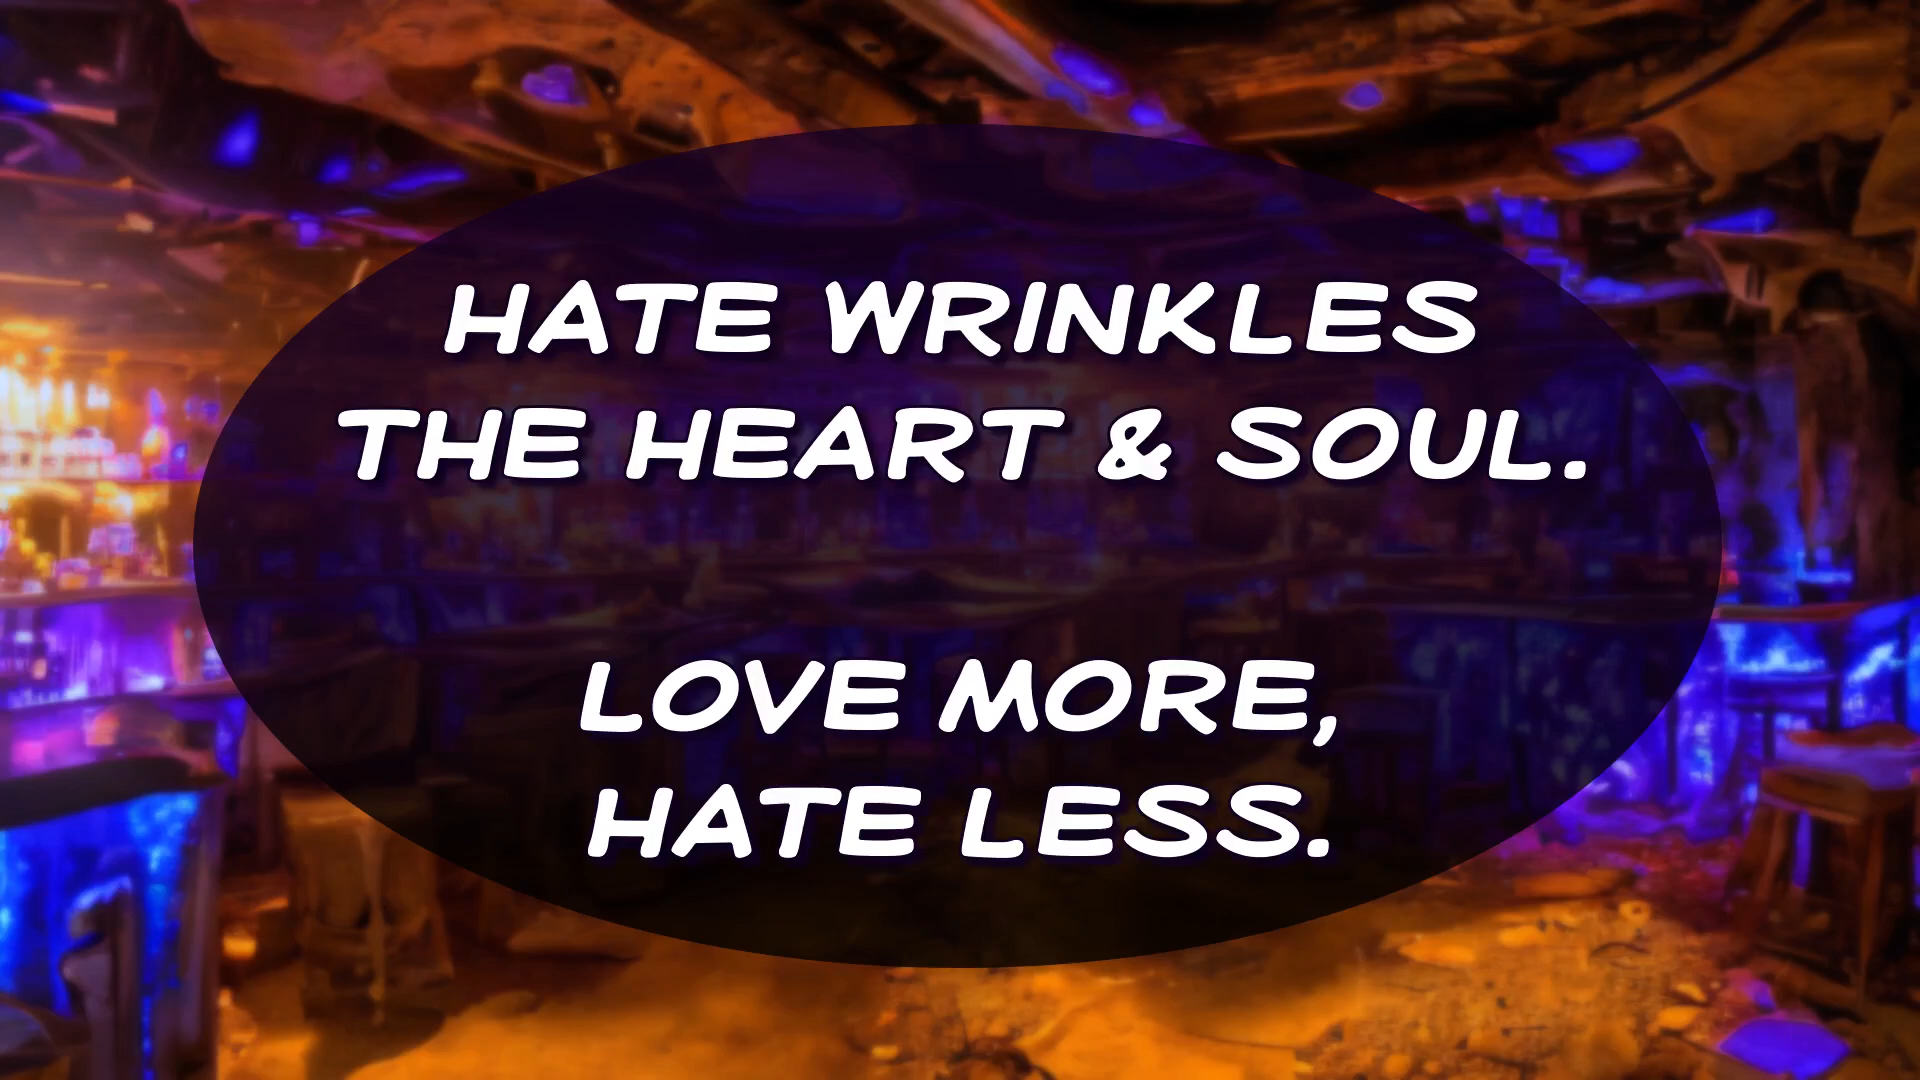 HATE WRINKLES
THE HEART & SOUL.
LOVE MORE,
HATE LESS.